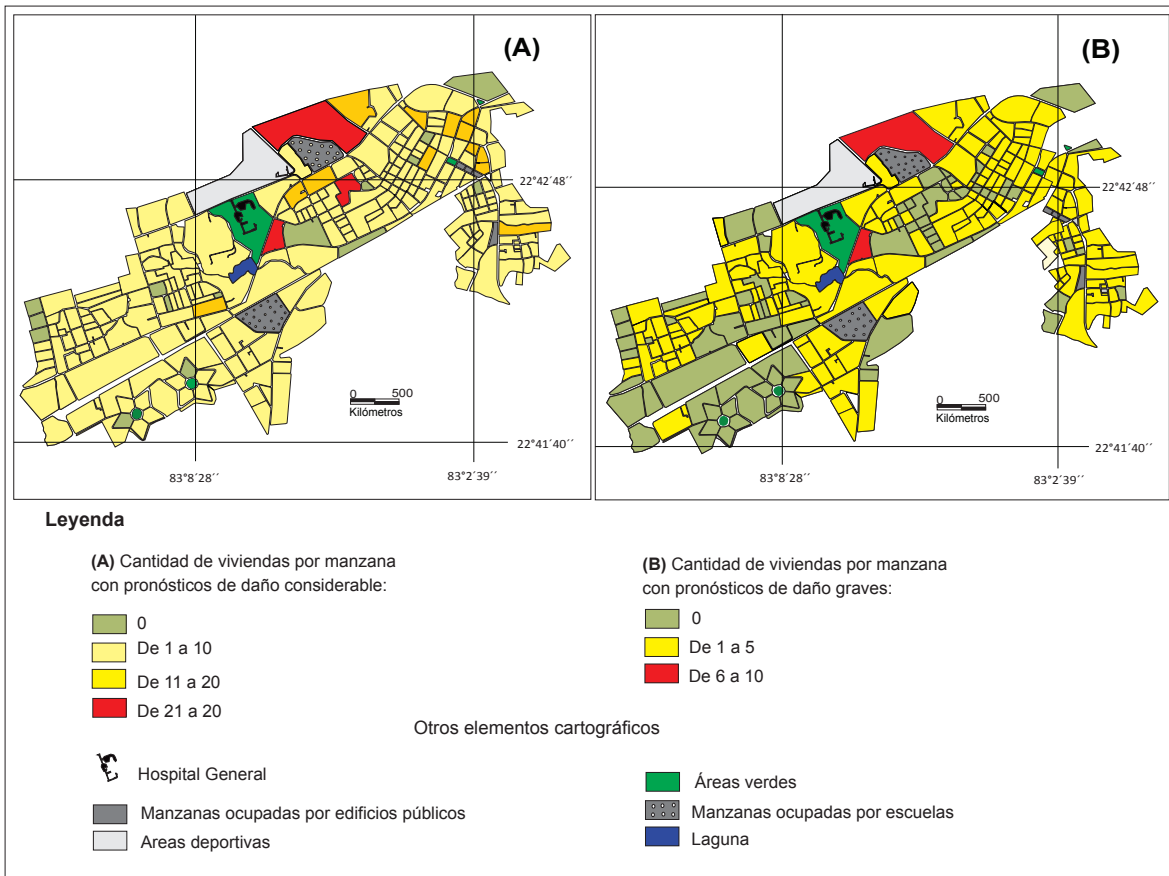 (A)
22°42´48´´
22°41´40´´
0 500
Kilómetros
83°8´28´´
83°2´39´´
(B)
22°42´48´´
22°41´40´´
0 500
Kilómetros
83°8´28´´
83°2´39´´
Leyenda
(A) Cantidad de viviendas por manzana
con pronósticos de daño considerable:
0
De 1 a 10
De 11 a 20
De 21 a 20
(B) Cantidad de viviendas por manzana
con pronósticos de daño graves:
0
De 1 a 5
De 6 a 10
Otros elementos cartográficos
Hospital General
Manzanas ocupadas por edificios públicos
Areas deportivas
Áreas verdes
Manzanas ocupadas por escuelas
Laguna